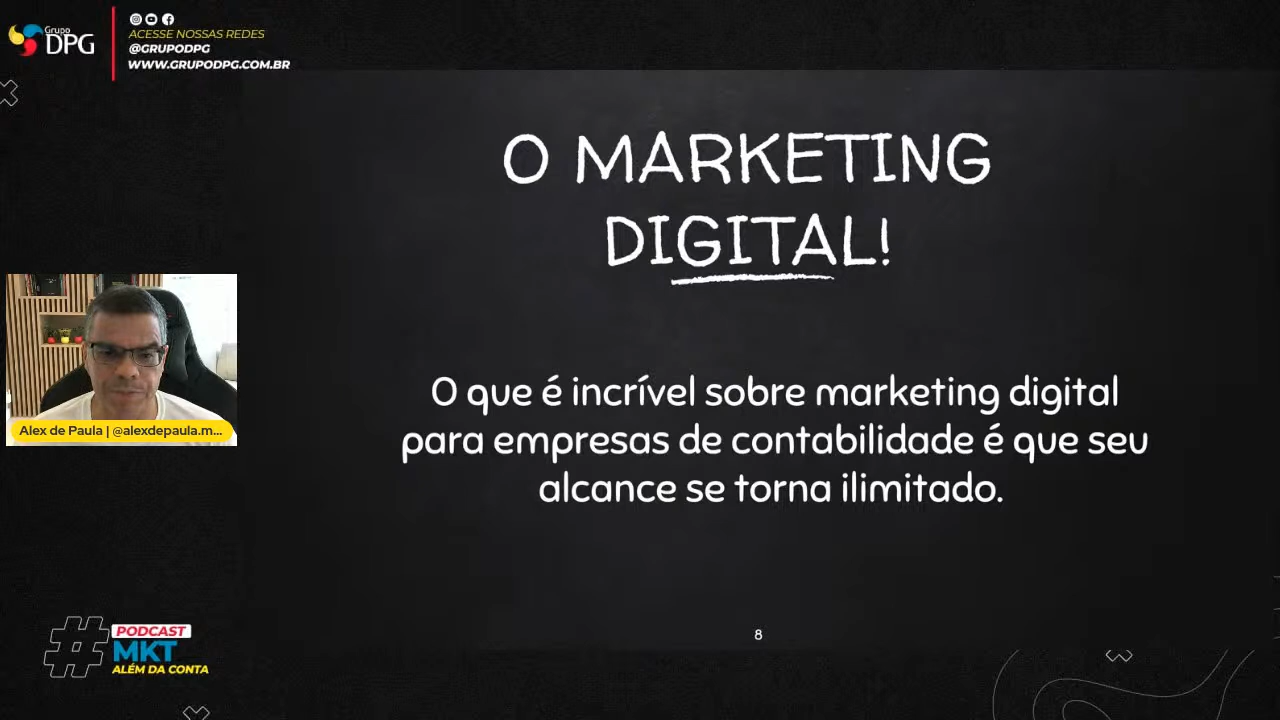 Grupo
DPG
ACESSE NOSSAS REDES
@GRUPODPG
WWW.GRUPODPG.COM.BR
O MARKETING
DIGITAL!
O que é incrível sobre marketing digital
para empresas de contabilidade é que seu
alcance se torna ilimitado.
Alex de Paula | @alexdepaula.m...
#
PODCAST
MKT
ALÉM DA CONTA
8